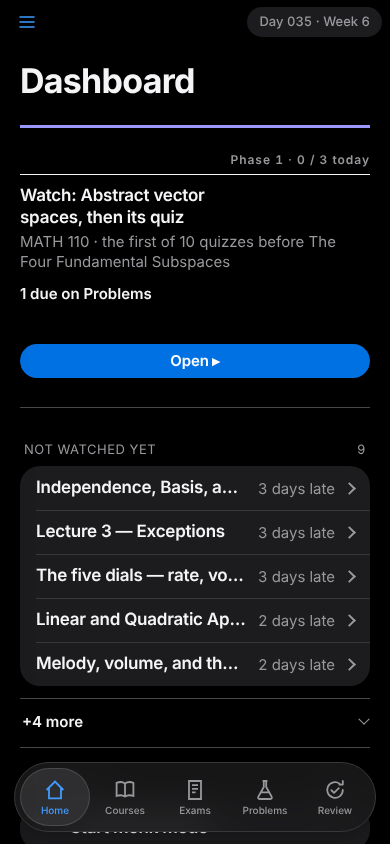 Day 035 · Week 6
Dashboard
Phase 1 · 0 / 3 today
Watch: Abstract vector
spaces, then its quiz
MATH 110 · the first of 10 quizzes before The
Four Fundamental Subspaces
1 due on Problems
Open ▸
NOT WATCHED YET 9
Independence, Basis, a... 3 days late
Lecture 3 — Exceptions 3 days late
The five dials — rate, vo... 3 days late
Linear and Quadratic Ap... 2 days late
Melody, volume, and th... 2 days late
+4 more
Home Courses Exams Problems Review